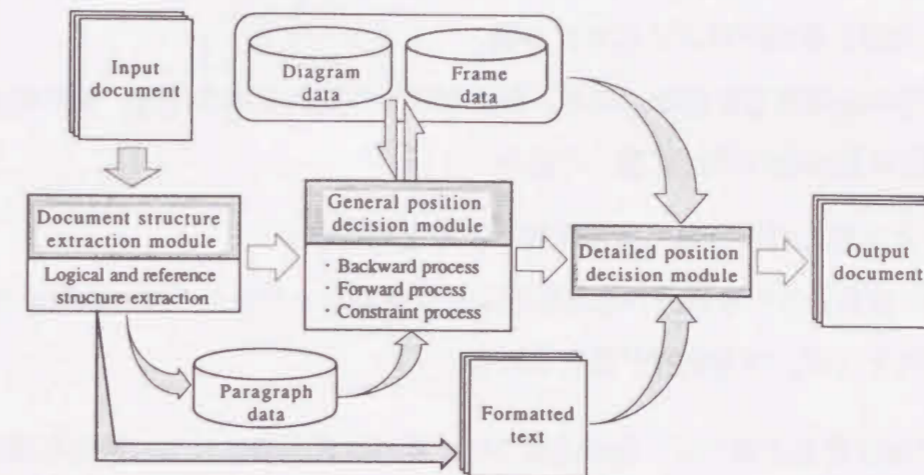 Input
document
Diagram
data
Frame
data
Document structure
extraction module
Logical and reference
structure extraction
General position
decision module
· Backward process
· Forward process
· Constraint process
Detailed position
decision module
Output
document
Paragraph
data
Formatted
text